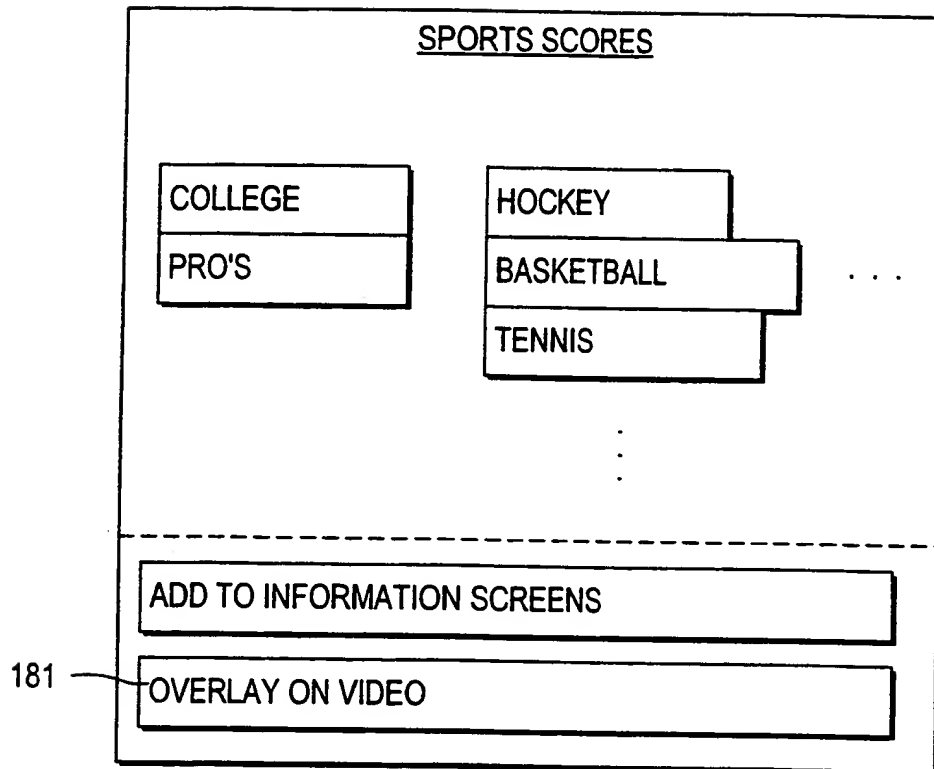 SPORTS SCORES
COLLEGE
PRO'S
HOCKEY
BASKETBALL
. . .
TENNIS
ADD TO INFORMATION SCREENS
181
OVERLAY ON VIDEO